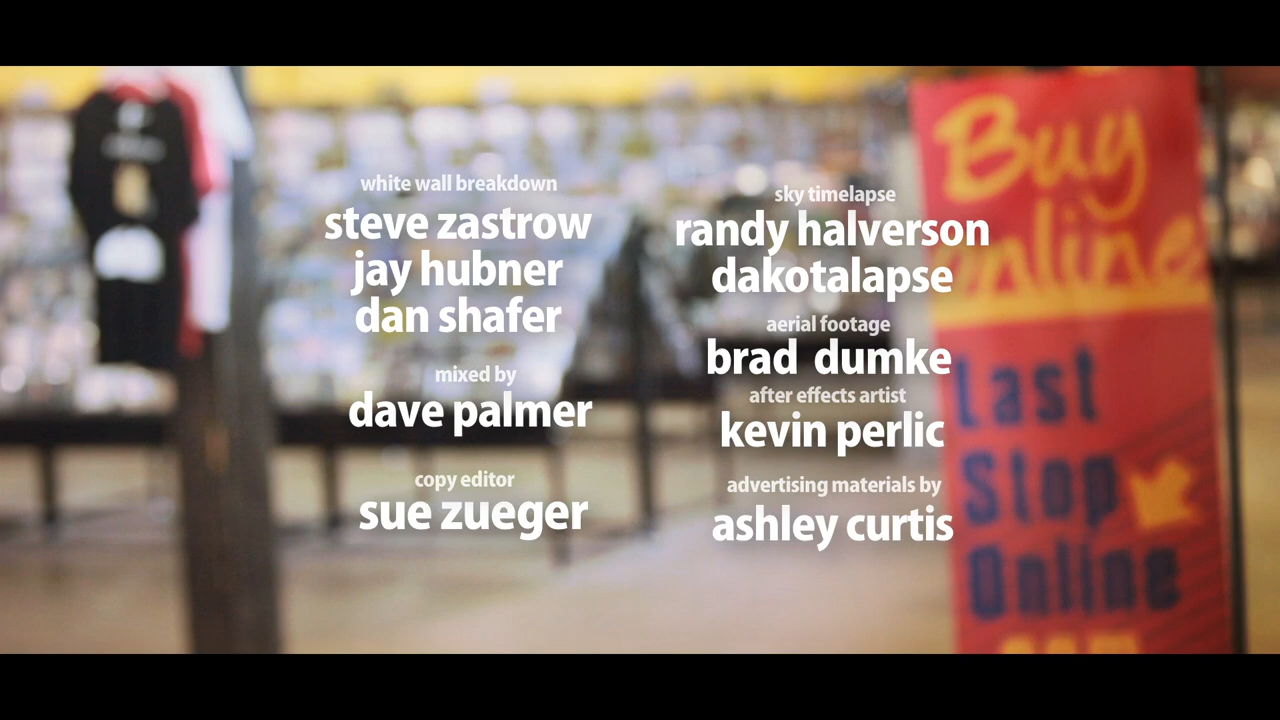 white wall breakdown
steve zastrow
jay hubner
dan shafer
mixed by
dave palmer
copy editor
sue zueger
sky timelapse
randy halverson
dakotalapse
aerial footage
brad dumke
after effects artist
kevin perlic
advertising materials by
ashley curtis
Buy
online
Last
Stop
Online